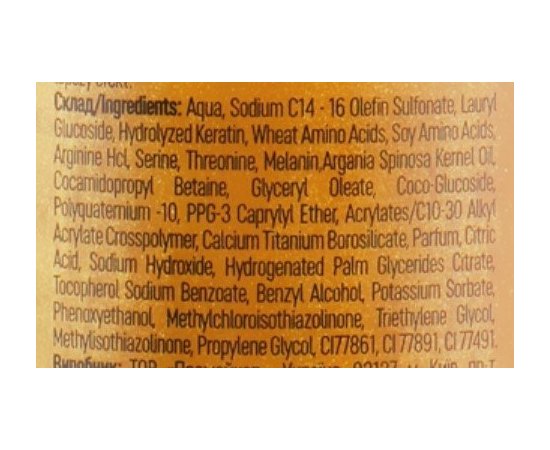 Склад/Ingredients: Aqua, Sodium C14 - 16 Olefin Sulfonate, Lauryl
Glucoside, Hydrolyzed Keratin, Wheat Amino Acids, Soy Amino Acids,
Arginine Hcl, Serine, Threonine, Melanin,Argania Spinosa Kernel Oil,
Cocamidopropyl Betaine, Glyceryl Oleate, Coco-Glucoside,
Polyquaternium -10, PPG-3 Caprylyl Ether, Acrylates/C10-30 Alkyl
Acrylate Crosspolymer, Calcium Titanium Borosilicate, Parfum, Citric
Acid, Sodium Hydroxide, Hydrogenated Palm Glycerides Citrate,
Tocopherol Sodium Benzoate, Benzyl Alcohol, Potassium Sorbate,
Phenoxyethanol, Methylchloroisothiazolinone, Triethylene Glycol,
Methylisothiazolinone, Propylene Glycol, CI77861, CI 77891, CI 77491.
Виробник: ТОВ